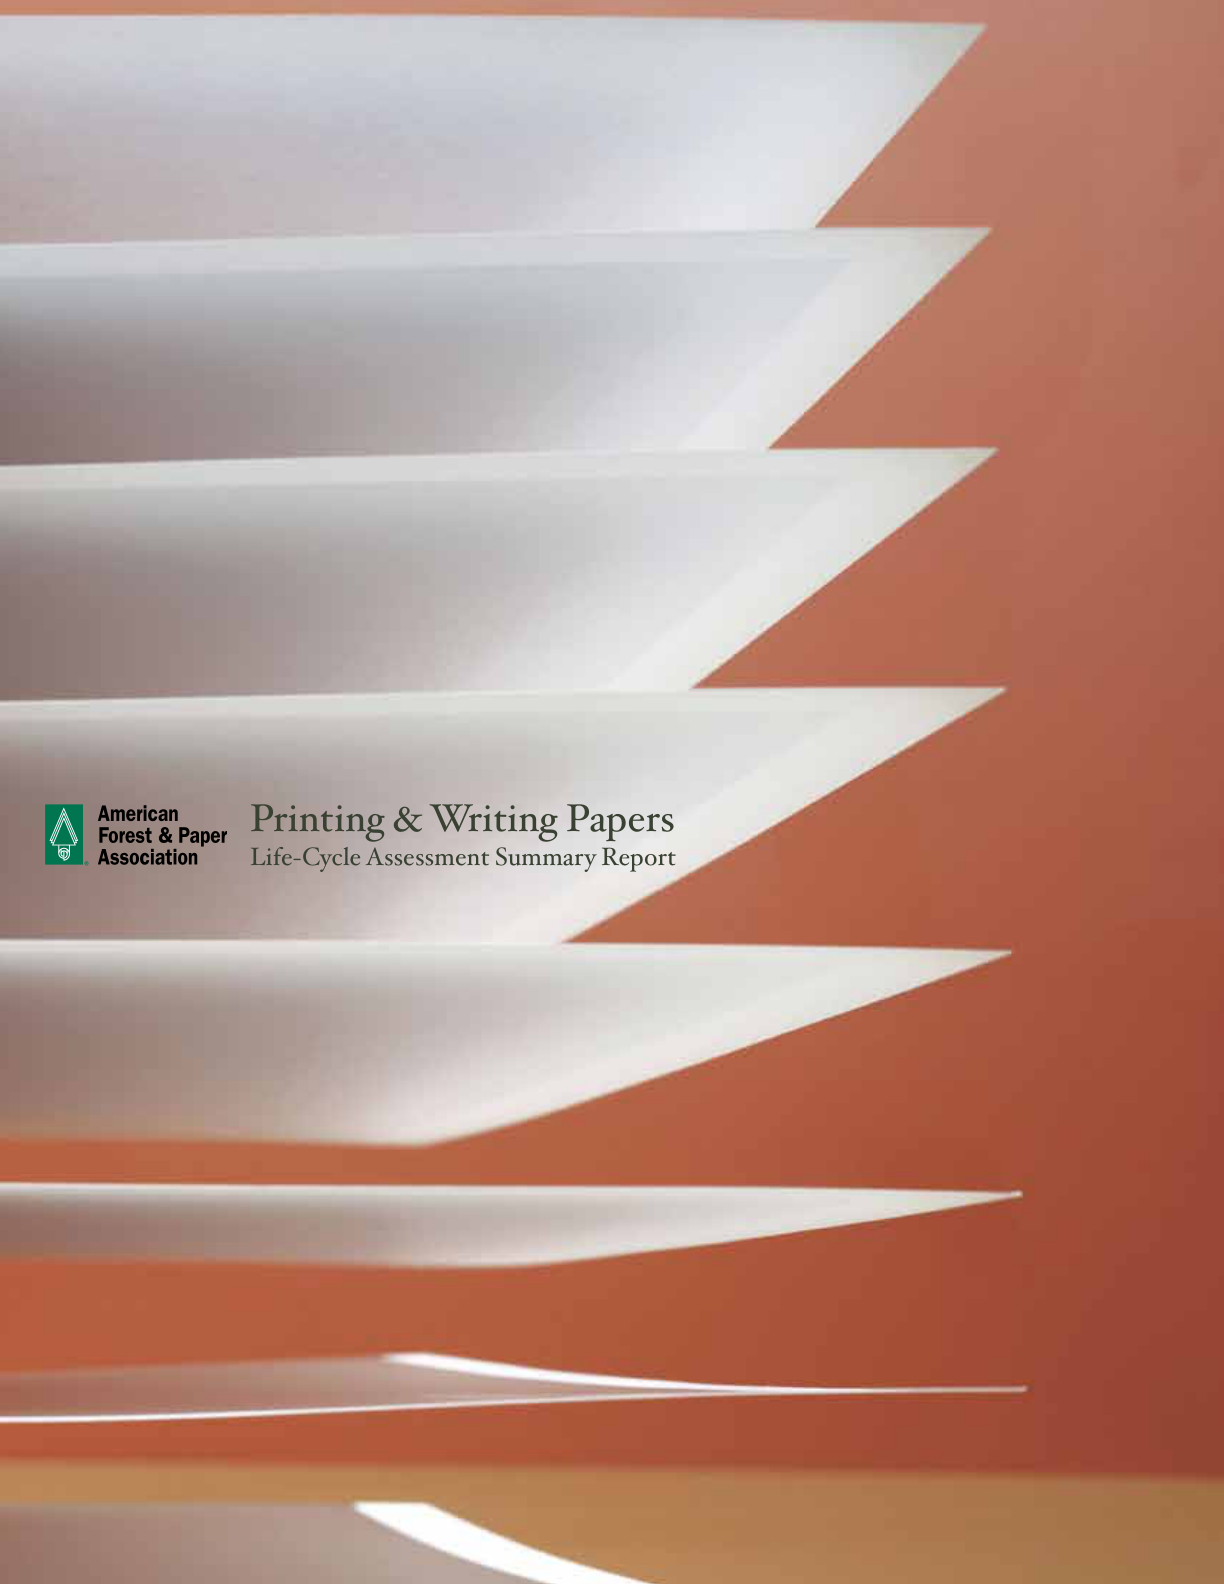 American
Forest & Paper
Association
Printing & Writing Papers
Life-Cycle Assessment Summary Report